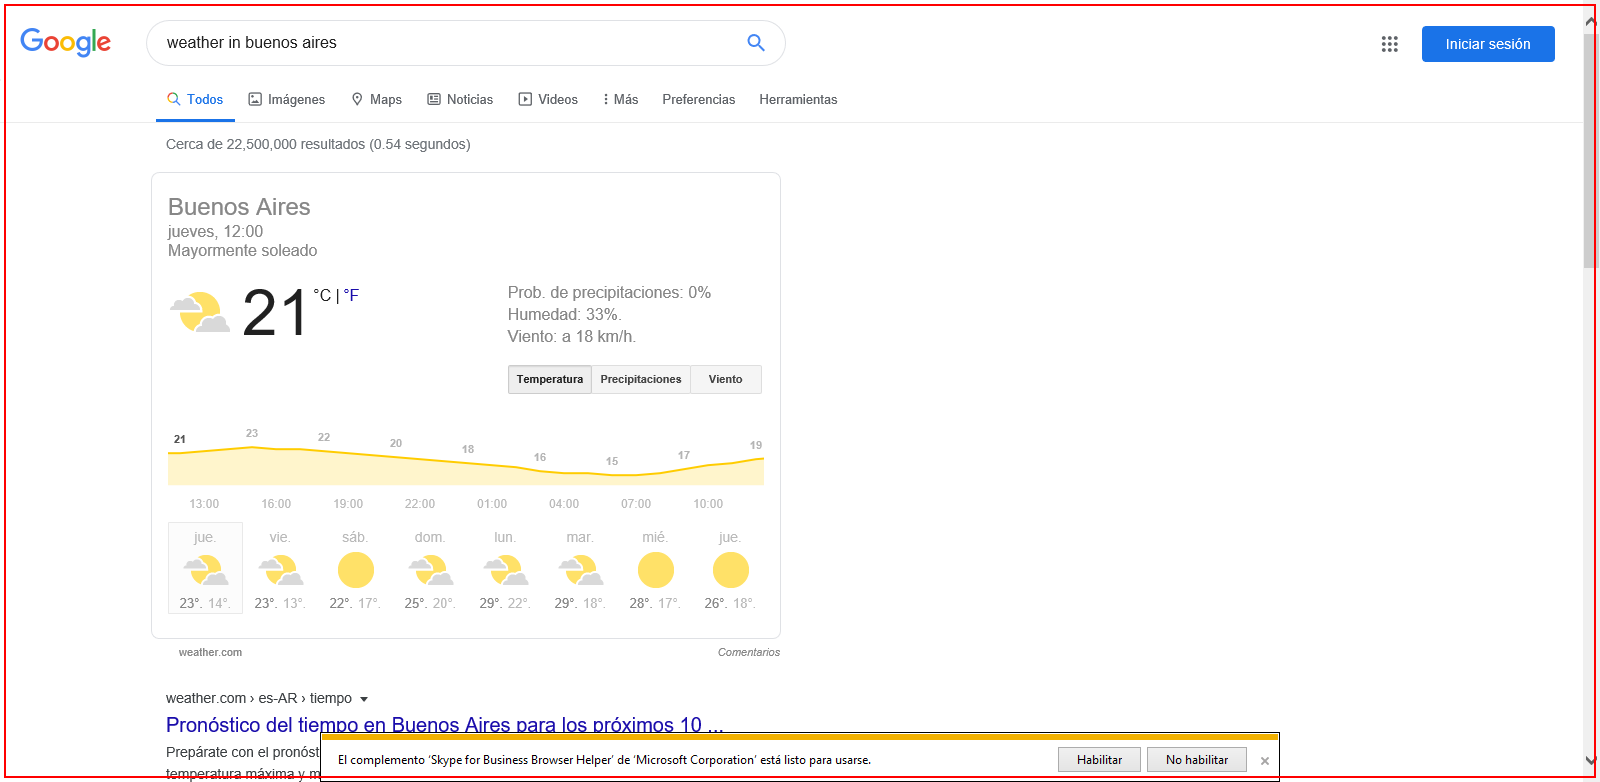 Google
weather in buenos aires
Iniciar sesión
Todos Imágenes Maps Noticias Videos Más Preferencias Herramientas
Cerca de 22,500,000 resultados (0.54 segundos)
Buenos Aires
jueves, 12:00
Mayormente soleado
21 °C | °F
Prob. de precipitaciones: 0%
Humedad: 33%.
Viento: a 18 km/h.
Temperatura Precipitaciones Viento
21 23 22 20 18 16 15 17 19
13:00 16:00 19:00 22:00 01:00 04:00 07:00 10:00
jue. vie. sáb. dom. lun. mar. mié. jue.
23°. 14°. 23°. 13°. 22°. 17°. 25°. 20°. 29°. 22°. 29°. 18°. 28°. 17°. 26°. 18°.
weather.com Comentarios
weather.com › es-AR › tiempo
Pronóstico del tiempo en Buenos Aires para los próximos 10 ...
Prepárate con el pronóst
temperatura máxima y m
El complemento ‘Skype for Business Browser Helper’ de ‘Microsoft Corporation’ está listo para usarse.
Habilitar No habilitar ×